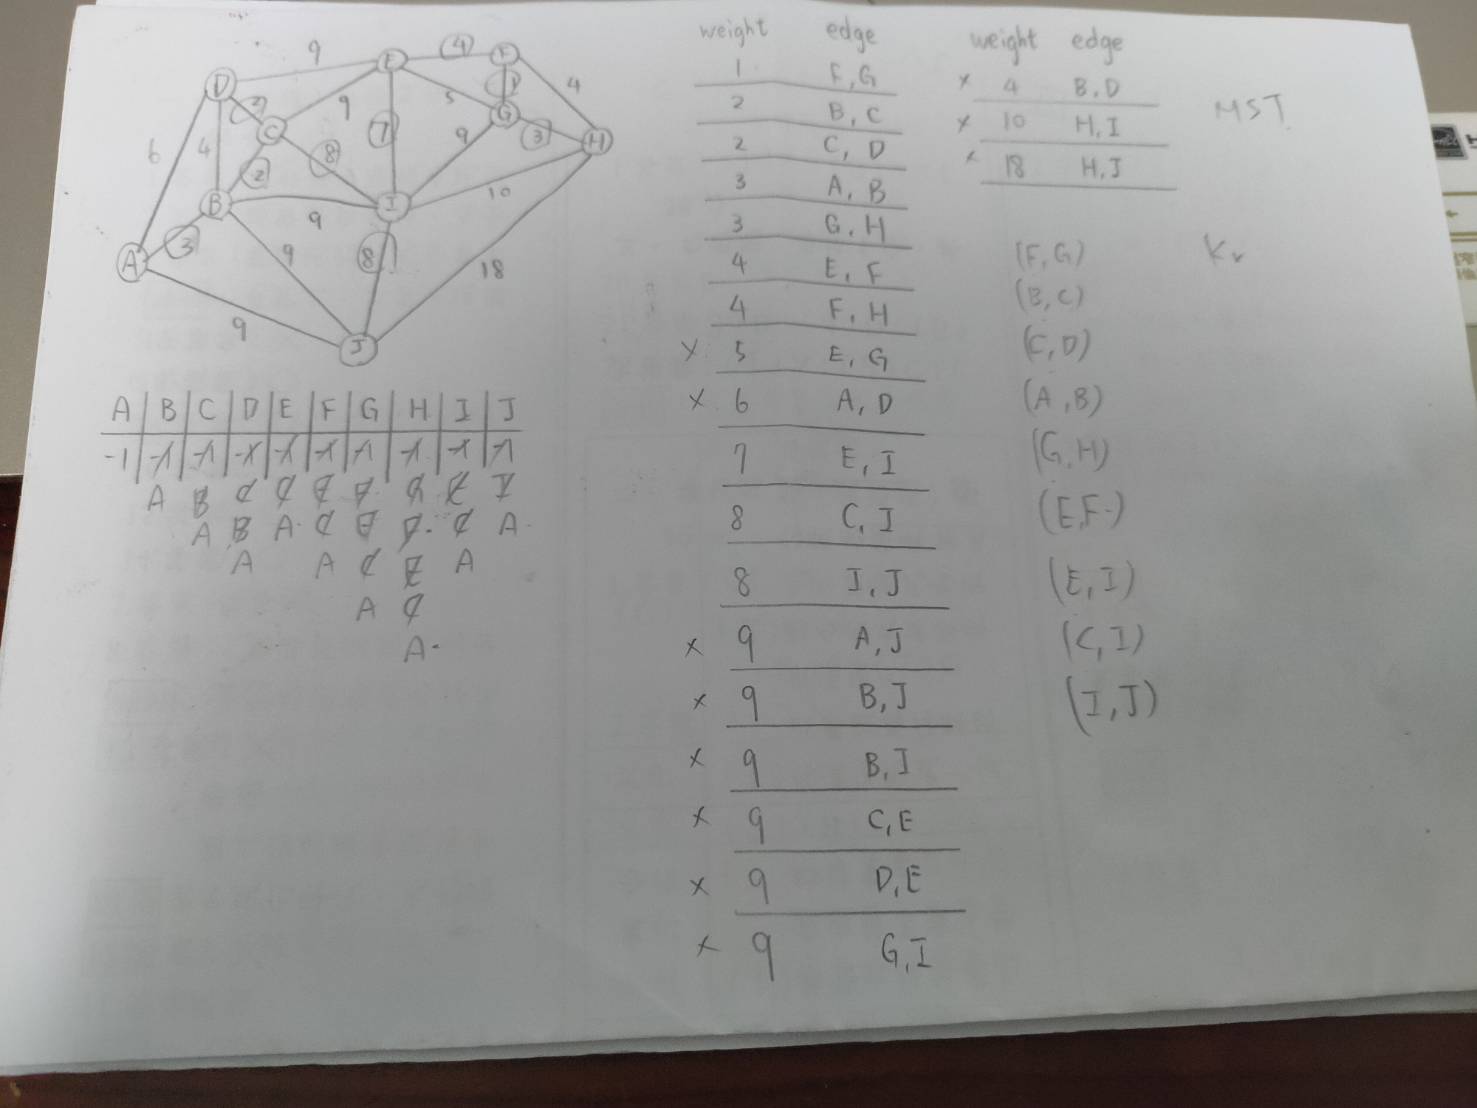 9
4
D
E
F
4
2
9
5
1
C
7
G
6
4
8
9
3
H
2
B
I
10
9
3
9
8
A
18
9
J
A B C D E F G H I J
-1 -1 -1 -1 -1 -1 -1 -1 -1 -1
A B C C E F G E I
A B A C E F C A
A A C E A
A C
A
weight edge
1 F,G
2 B,C
2 C,D
3 A,B
3 G,H
4 E,F
4 F,H
x 5 E,G
x 6 A,D
7 E,I
8 C,I
8 I,J
x 9 A,J
x 9 B,J
x 9 B,I
x 9 C,E
x 9 D,E
x 9 G,I
weight edge
x 4 B,D
x 10 H,I
x 18 H,J
MST.
(F,G)
(B,C)
(C,D)
(A,B)
(G,H)
(E,F)
(E,I)
(C,I)
(I,J)